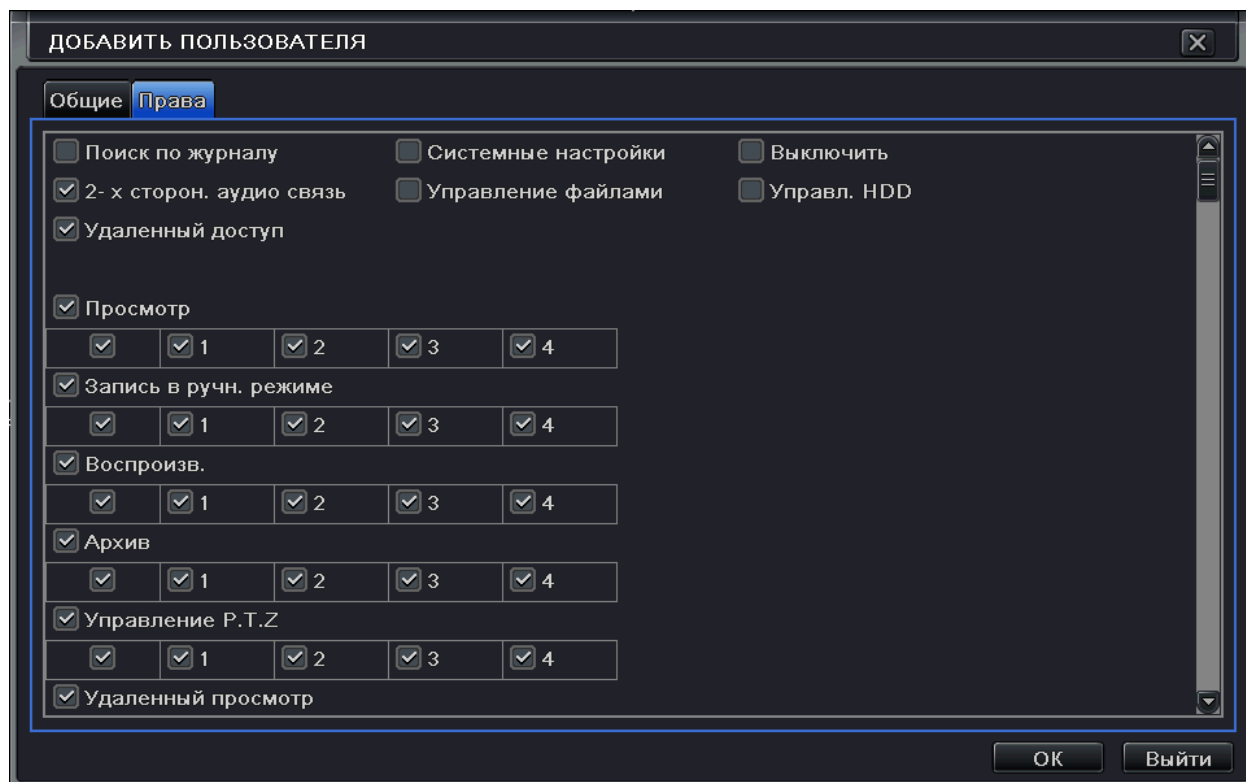 ДОБАВИТЬ ПОЛЬЗОВАТЕЛЯ
Общие Права
Поиск по журналу Системные настройки Выключить
2- х сторон. аудио связь Управление файлами Управл. HDD
Удаленный доступ
Просмотр
1 2 3 4
Запись в ручн. режиме
1 2 3 4
Воспроизв.
1 2 3 4
Архив
1 2 3 4
Управление P.T.Z
1 2 3 4
Удаленный просмотр
ОК Выйти